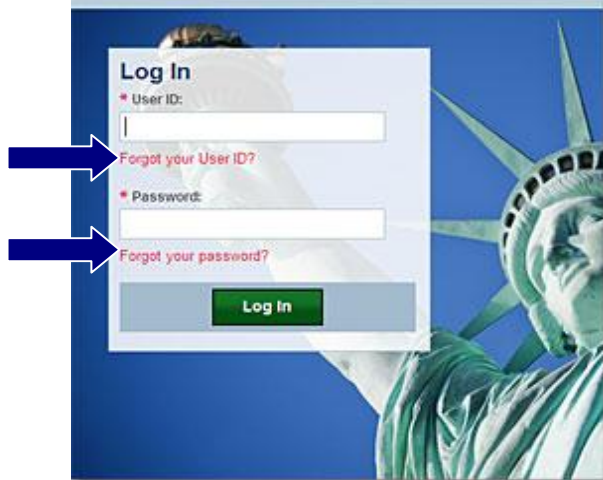 Log In
* User ID:
Forgot your User ID?
* Password:
Forgot your password?
Log In